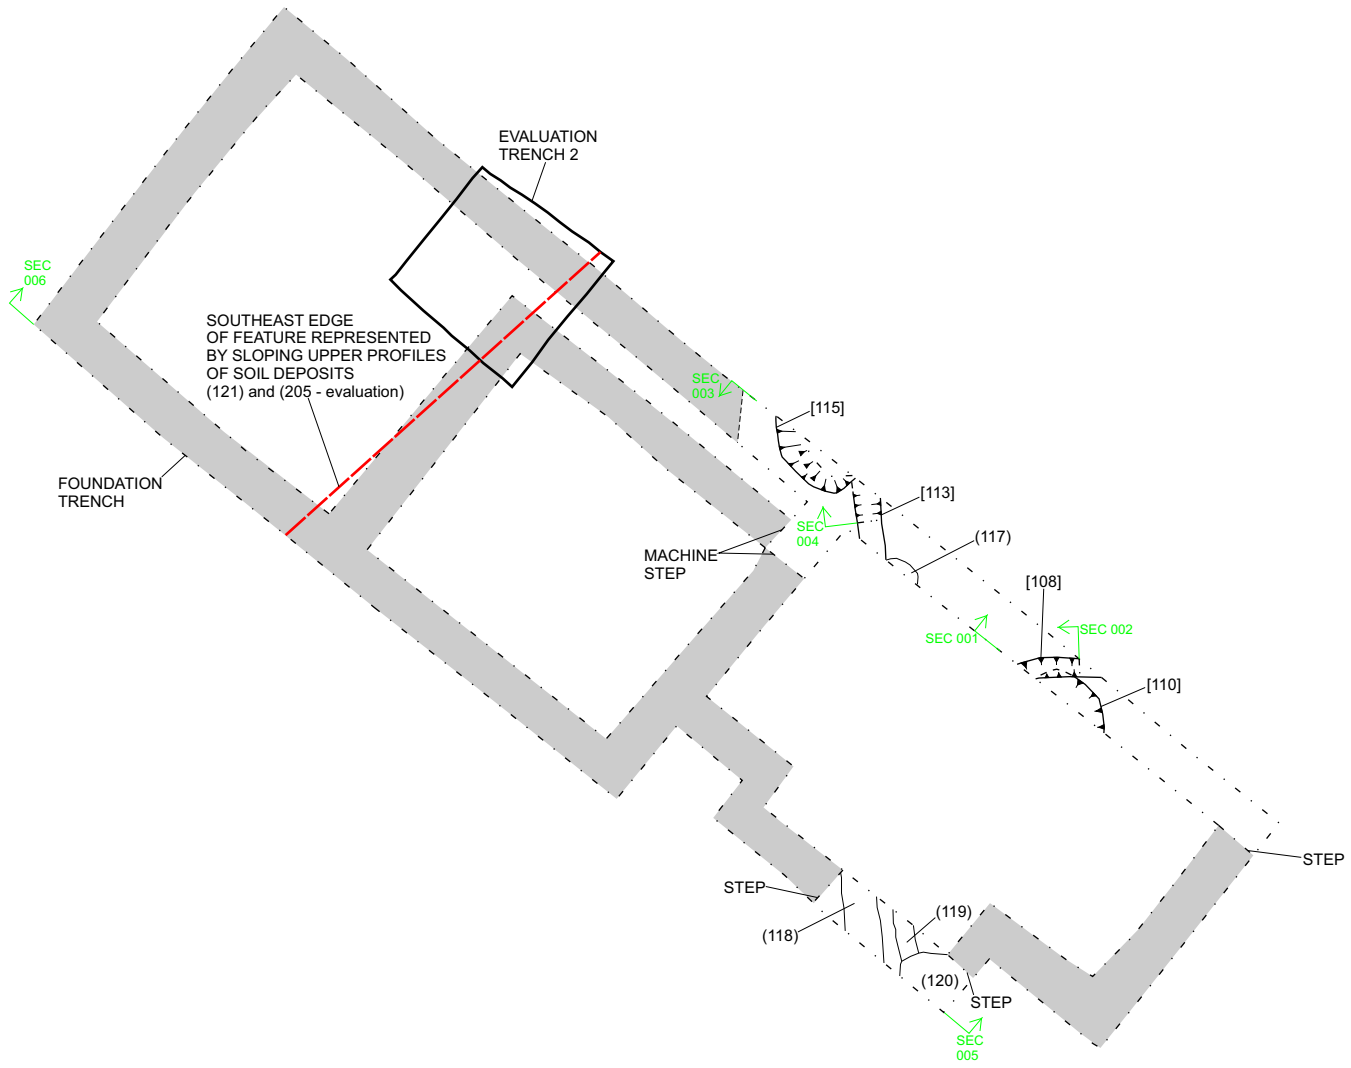 EVALUATION
TRENCH 2
SEC
006
SOUTHEAST EDGE
OF FEATURE REPRESENTED
BY SLOPING UPPER PROFILES
OF SOIL DEPOSITS
(121) and (205 - evaluation)
SEC
003
[115]
FOUNDATION
TRENCH
[113]
SEC
004
(117)
MACHINE
STEP
[108]
SEC 001
SEC 002
[110]
STEP
STEP
(118)
(119)
(120)
STEP
SEC
005